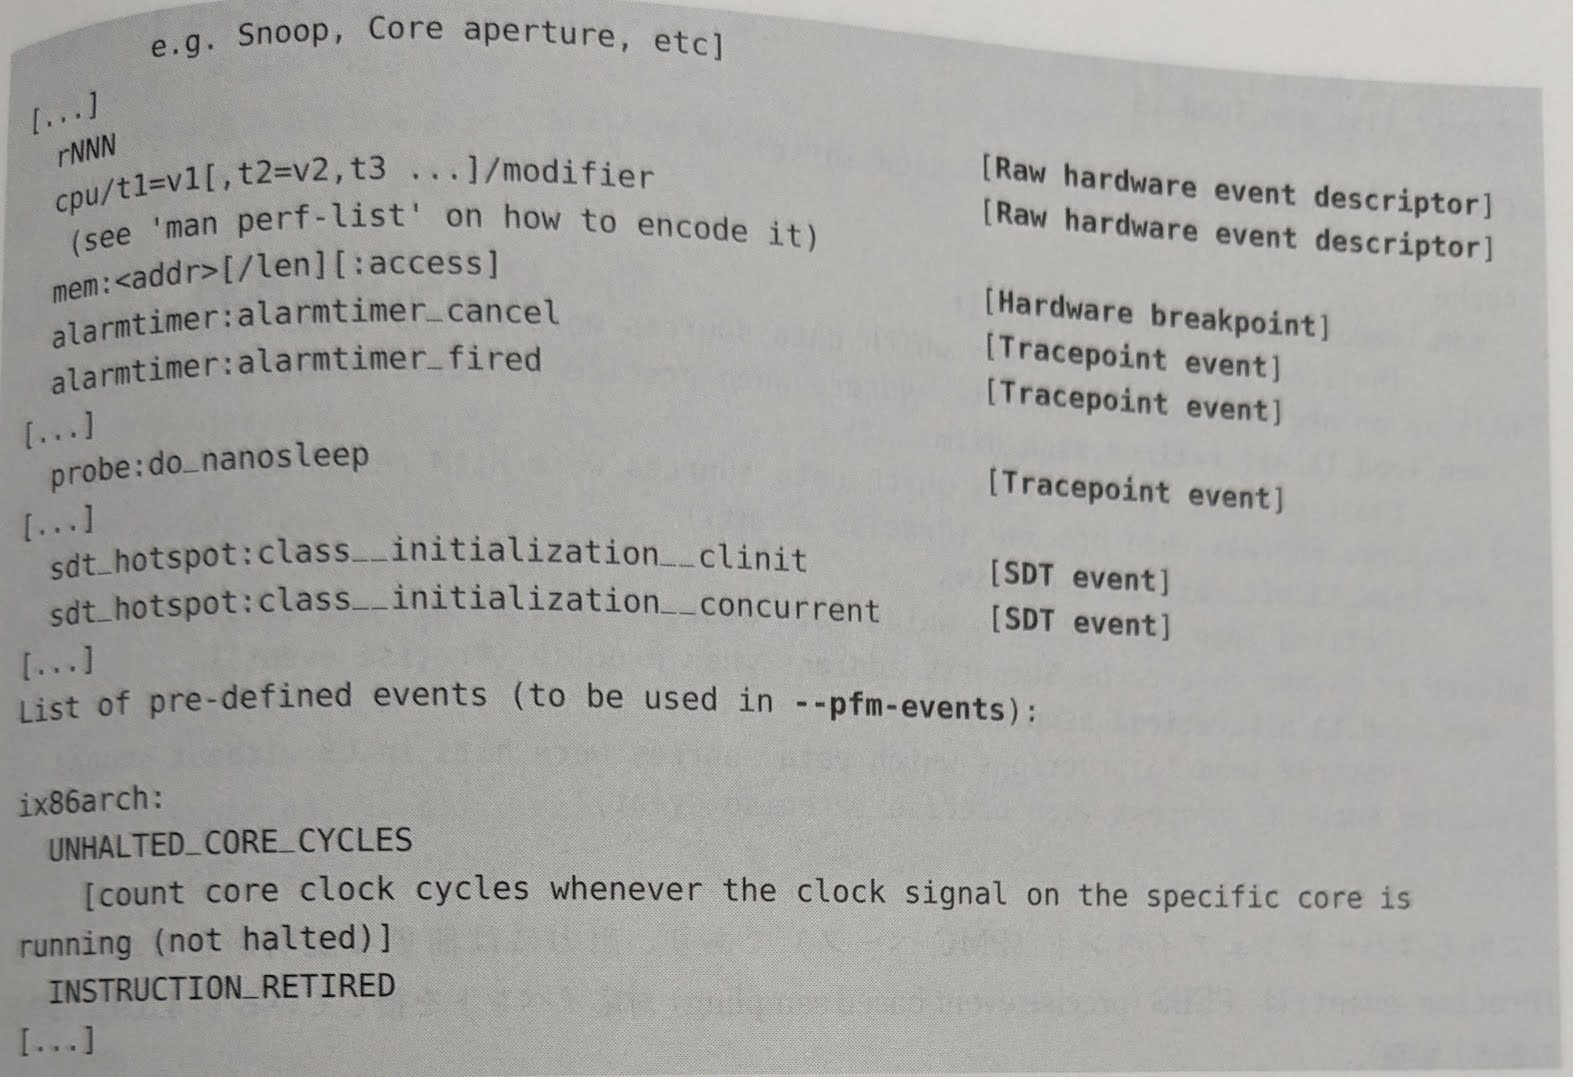 e.g. Snoop, Core aperture, etc]
[...]
rNNN [Raw hardware event descriptor]
cpu/t1=v1[,t2=v2,t3 ...]/modifier [Raw hardware event descriptor]
(see 'man perf-list' on how to encode it)
mem:<addr>[/len][:access] [Hardware breakpoint]
alarmtimer:alarmtimer_cancel [Tracepoint event]
alarmtimer:alarmtimer_fired [Tracepoint event]
[...]
probe:do_nanosleep [Tracepoint event]
[...]
sdt_hotspot:class__initialization__clinit [SDT event]
sdt_hotspot:class__initialization__concurrent [SDT event]
[...]
List of pre-defined events (to be used in --pfm-events):
ix86arch:
UNHALTED_CORE_CYCLES
[count core clock cycles whenever the clock signal on the specific core is
running (not halted)]
INSTRUCTION_RETIRED
[...]